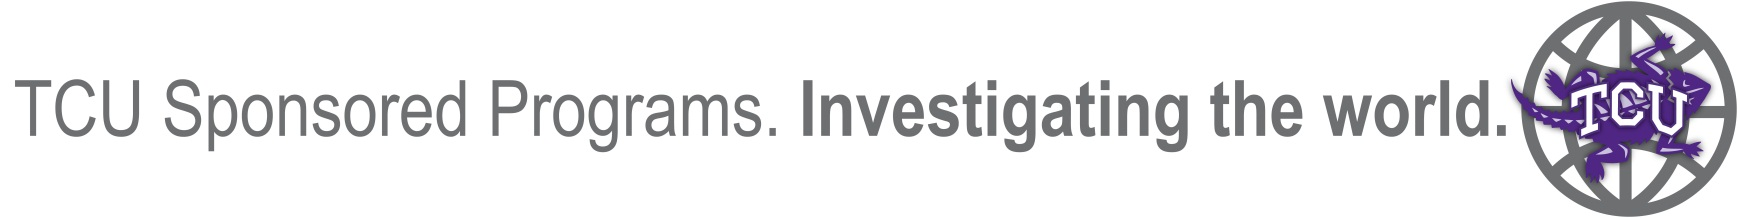 TCU Sponsored Programs. Investigating the world.
TCU